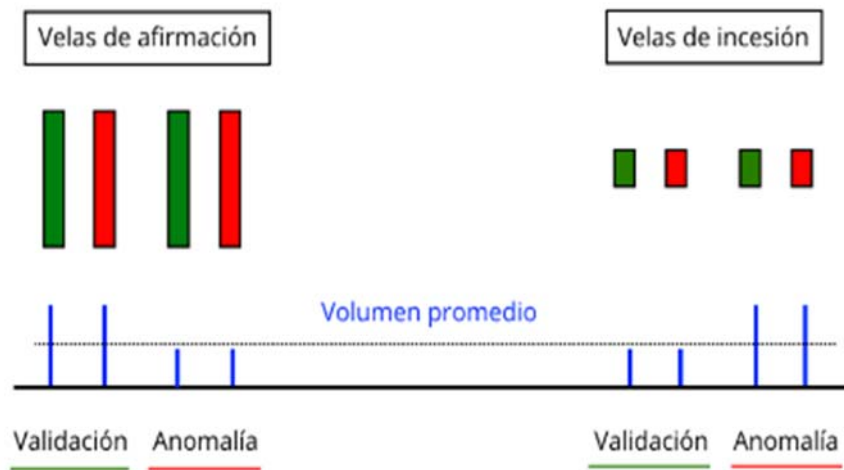 Velas de afirmación
Velas de incesión
Volumen promedio
Validación
Anomalía
Validación
Anomalía